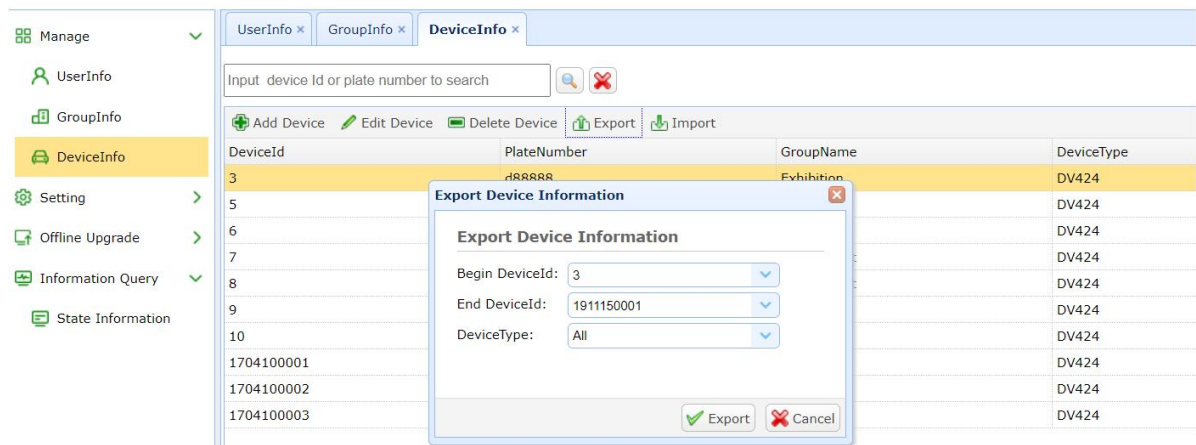 Manage
UserInfo
GroupInfo
DeviceInfo
Setting
Offline Upgrade
Information Query
State Information
UserInfo × GroupInfo × DeviceInfo ×
Input device Id or plate number to search
Add Device Edit Device Delete Device Export Import
DeviceId PlateNumber GroupName DeviceType
3 d88888 Exhibition DV424
5 DV424
6 DV424
7 DV424
8 DV424
9 DV424
10 DV424
1704100001 DV424
1704100002 DV424
1704100003 DV424
Export Device Information
Export Device Information
Begin DeviceId: 3
End DeviceId: 1911150001
DeviceType: All
Export Cancel